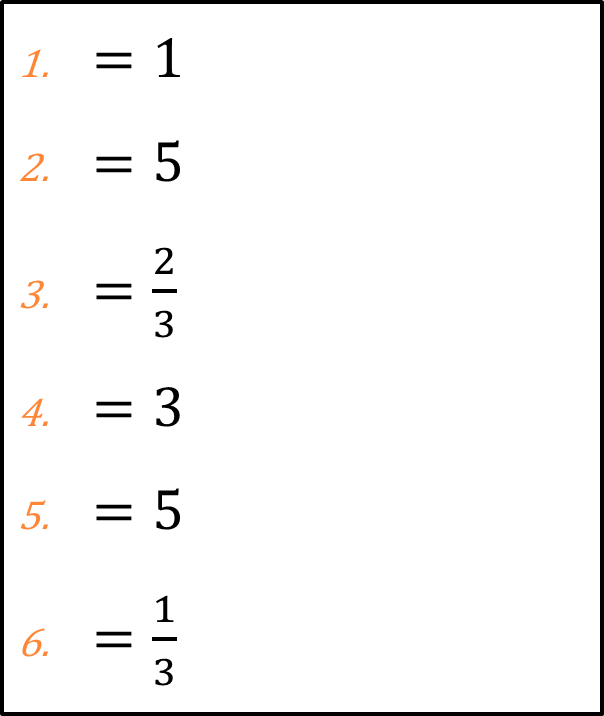 1. = 1
2. = 5
3. = 2/3
4. = 3
5. = 5
6. = 1/3